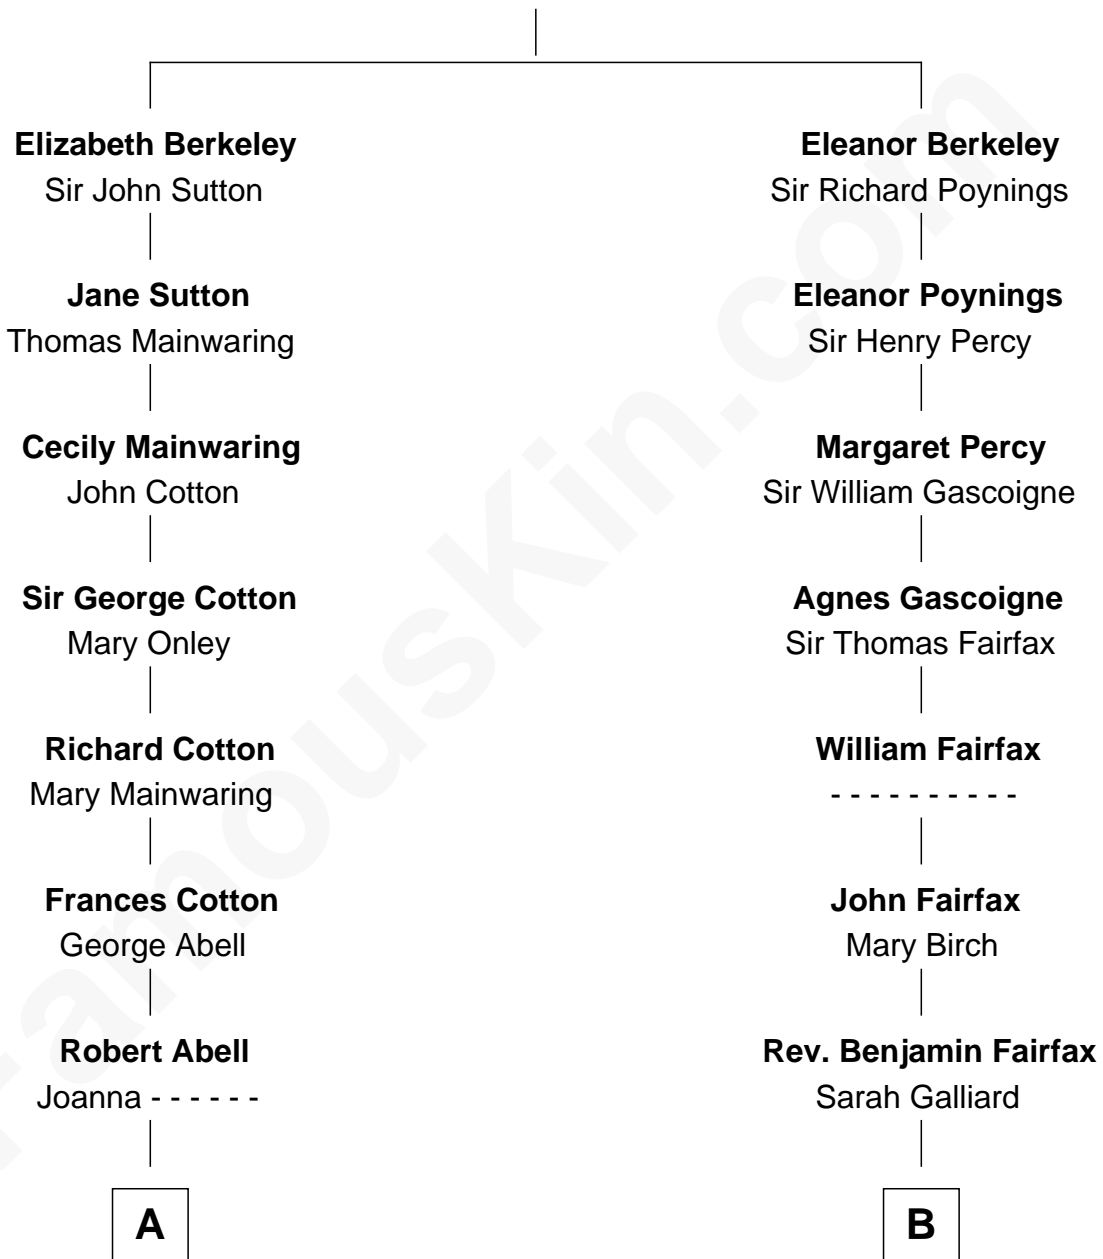 Elizabeth Berkeley
Sir John Sutton
Jane Sutton
Thomas Mainwaring
Cecily Mainwaring
John Cotton
Sir George Cotton
Mary Onley
Richard Cotton
Mary Mainwaring
Frances Cotton
George Abell
Robert Abell
Joanna - - - - - -
A
Eleanor Berkeley
Sir Richard Poynings
Eleanor Poynings
Sir Henry Percy
Margaret Percy
Sir William Gascoigne
Agnes Gascoigne
Sir Thomas Fairfax
William Fairfax
- - - - - - - - - -
John Fairfax
Mary Birch
Rev. Benjamin Fairfax
Sarah Galliard
B
FamousKin.com